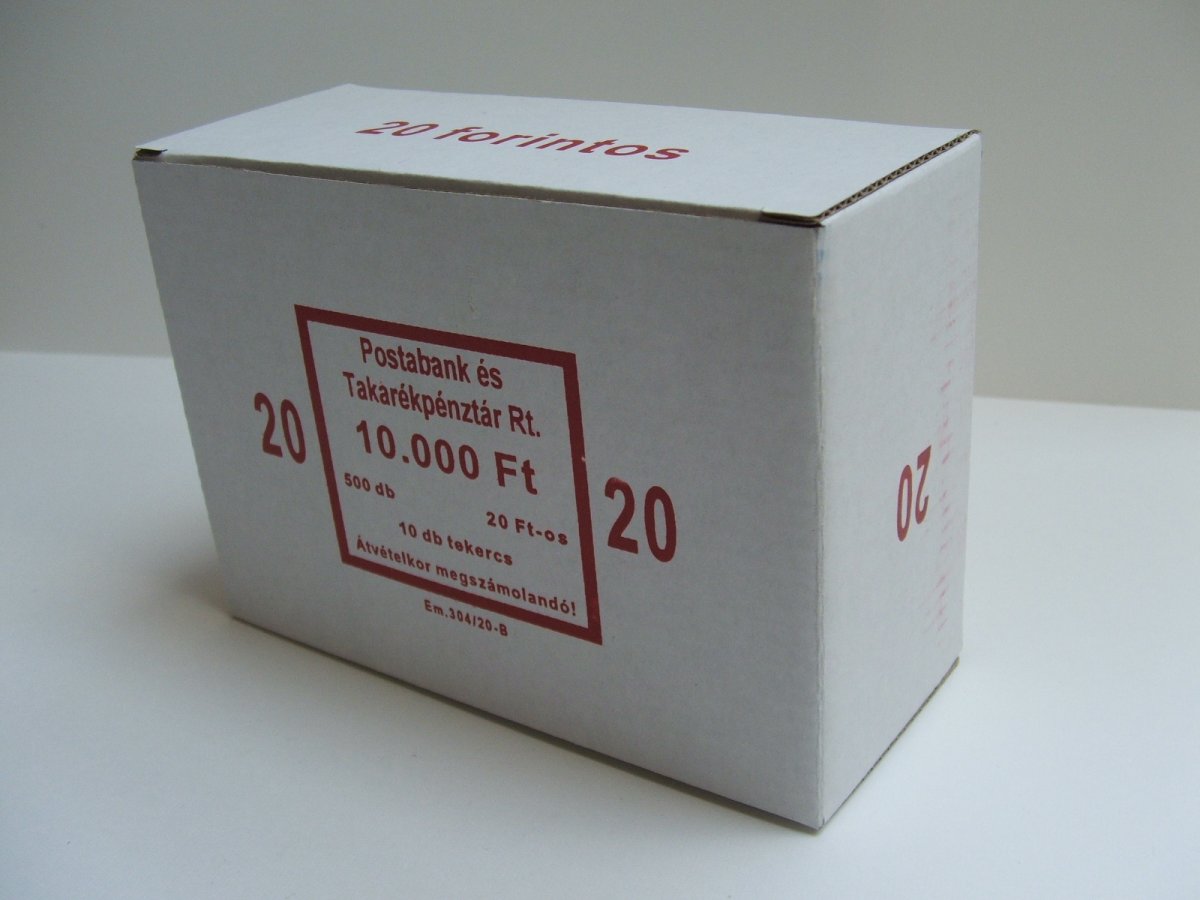 20 forintos
Postabank és
Takarékpénztár Rt.
10.000 Ft
20
20
500 db
20 Ft-os
10 db tekercs
Átvételkor megszámolandó!
Em.304/20-B
20